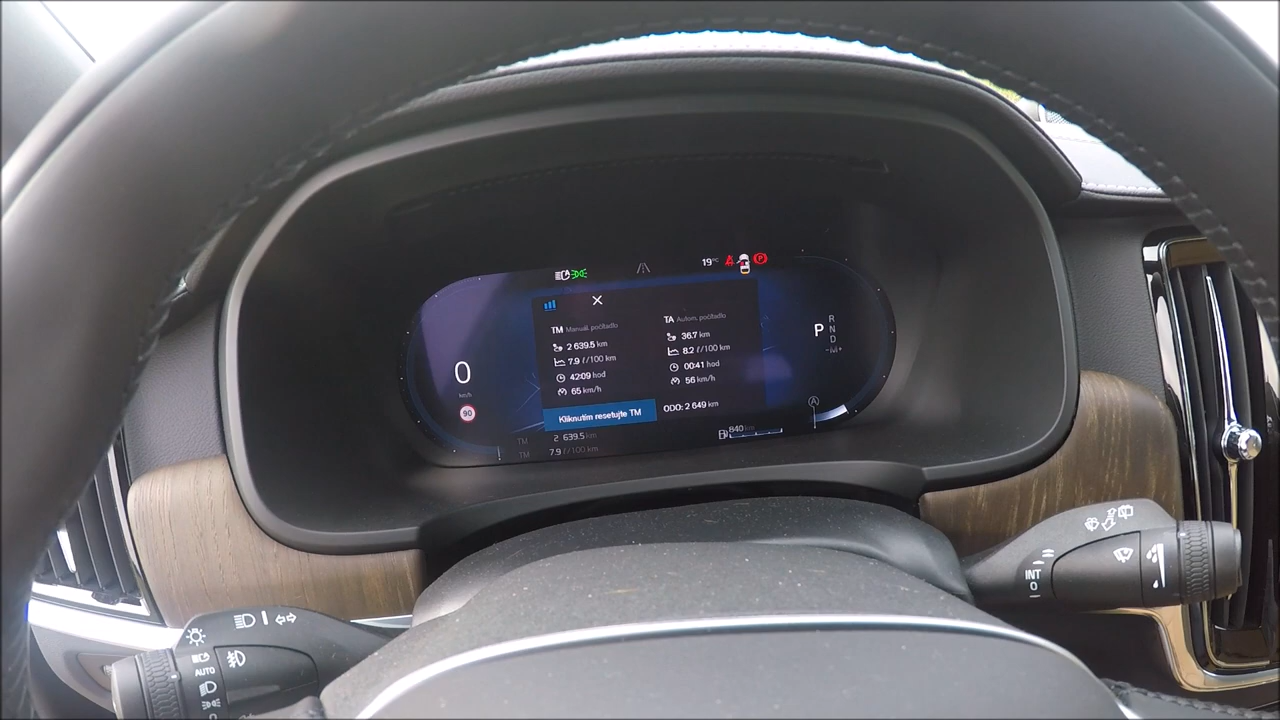 19°C
P
TM Manuál. počítadlo
2 639.5 km
7.9 l/100 km
42:09 hod
65 km/h
Kliknutím resetujte TM
TA Autom. počítadlo
36.7 km
8.2 l/100 km
00:41 hod
56 km/h
ODO: 2 649 km
0
km/h
90
P
R
N
D
-M+
A
TM 2 639.5 km
TM 7.9 l/100 km
840 km
INT
0
AUTO
0